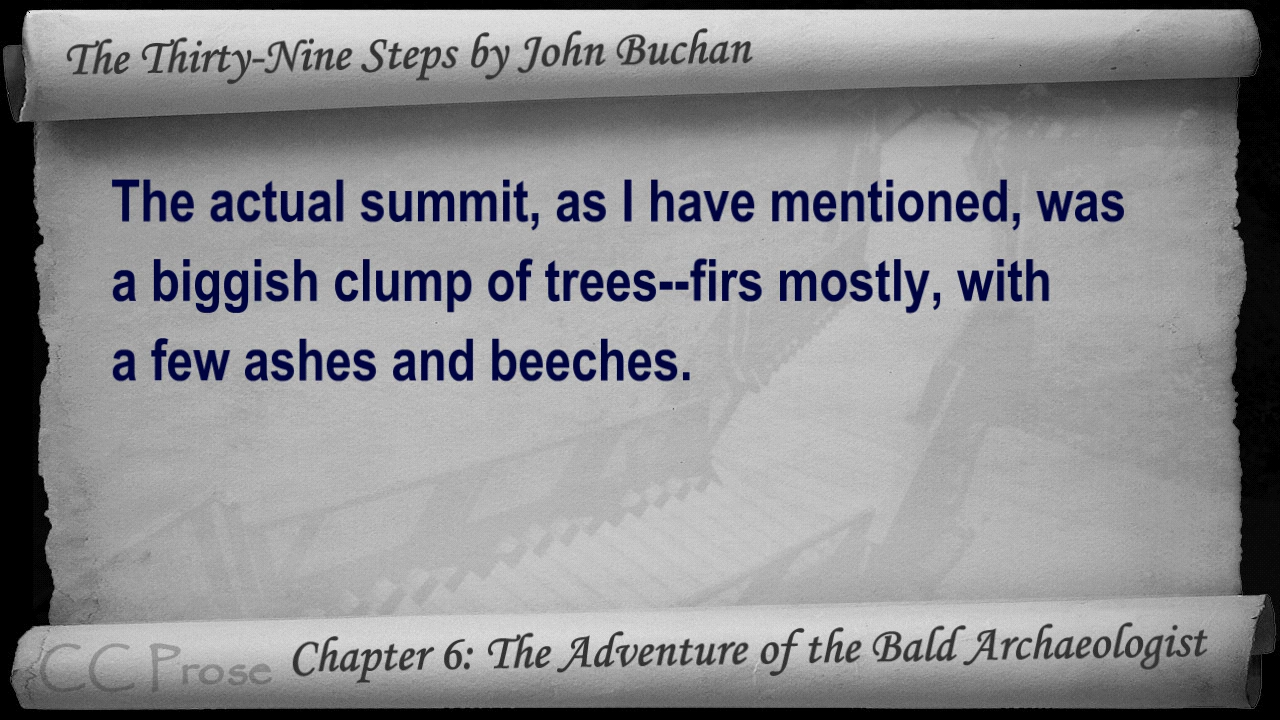 The Thirty-Nine Steps by John Buchan
The actual summit, as I have mentioned, was
a biggish clump of trees--firs mostly, with
a few ashes and beeches.
CC Prose
Chapter 6: The Adventure of the Bald Archaeologist